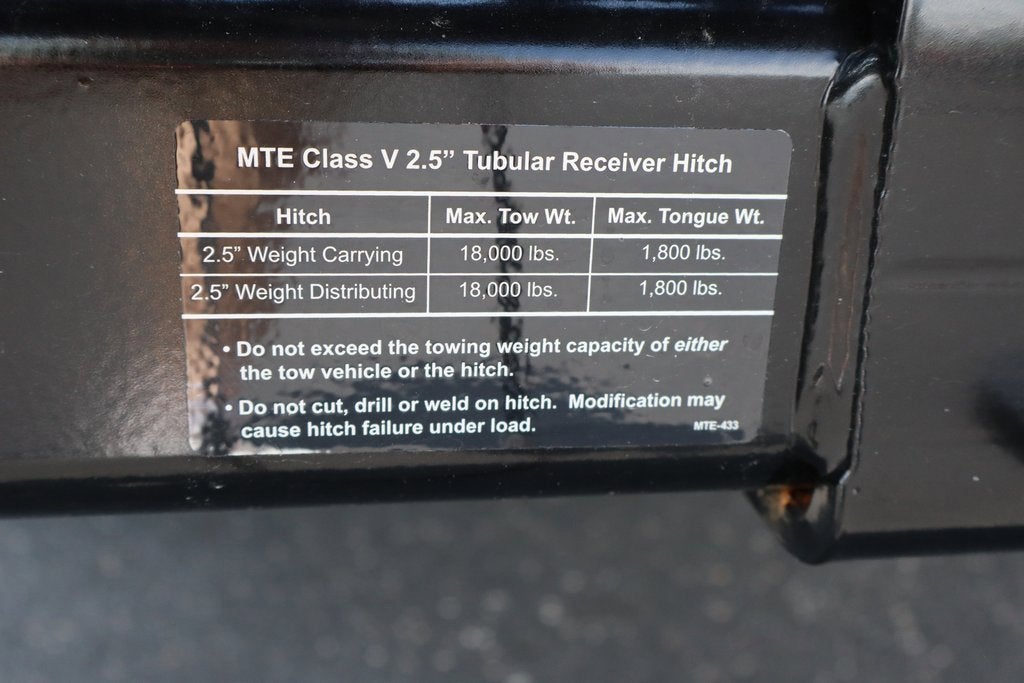 MTE Class V 2.5” Tubular Receiver Hitch
Hitch Max. Tow Wt. Max. Tongue Wt.
2.5” Weight Carrying 18,000 lbs. 1,800 lbs.
2.5” Weight Distributing 18,000 lbs. 1,800 lbs.
• Do not exceed the towing weight capacity of either
the tow vehicle or the hitch.
• Do not cut, drill or weld on hitch. Modification may
cause hitch failure under load.
MTE-433